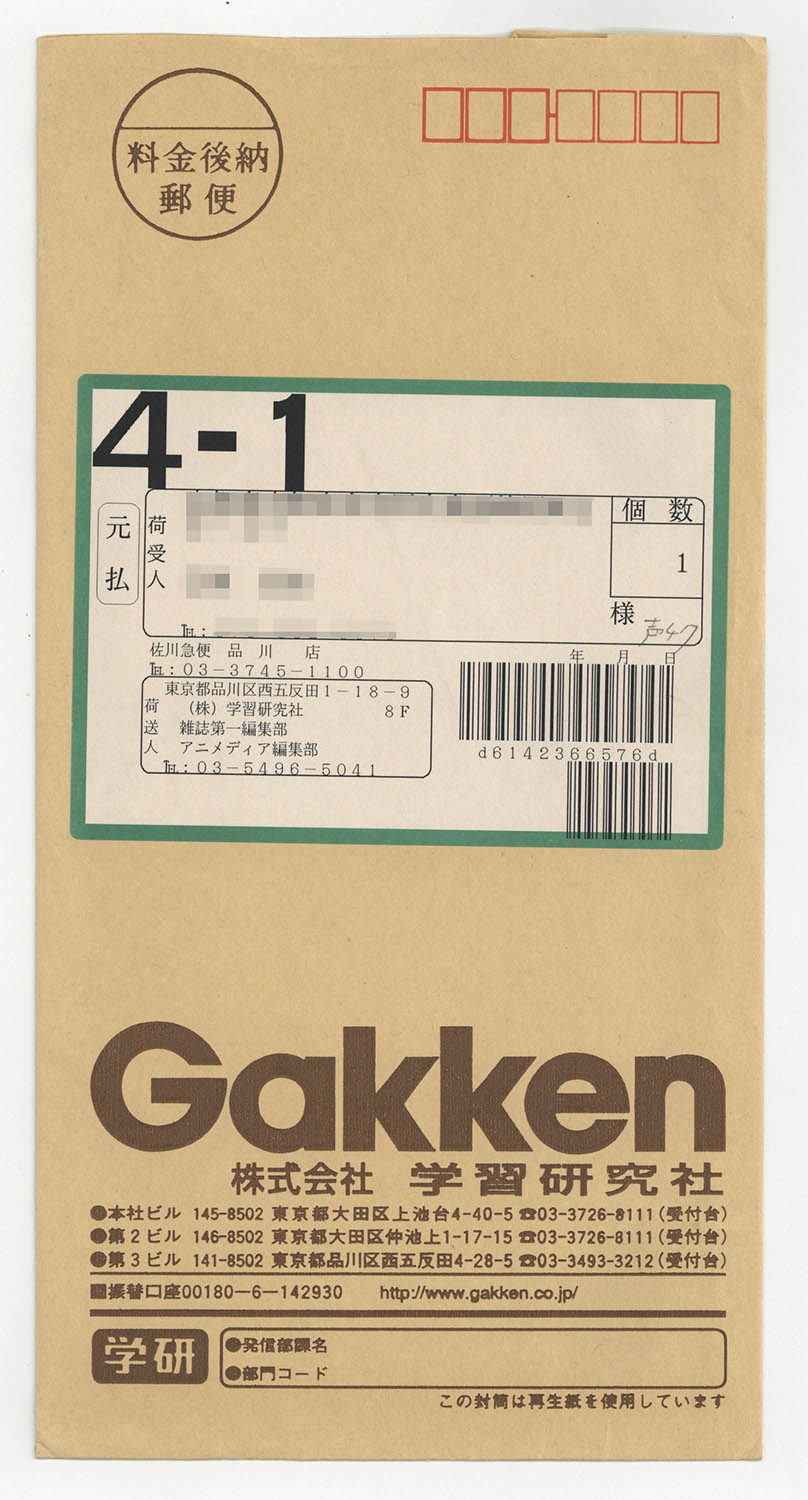 料金後納
郵便
4-1
元払
荷受人
個数
1
様
声47
℡:
佐川急便 品川 店
℡:03-3745-1100
年 月 日
荷送人
東京都品川区西五反田1-18-9
(株)学習研究社 8F
雑誌第一編集部
アニメディア編集部
℡:03-5496-5041
d6142366576d
Gakken
株式会社 学習研究社
●本社ビル 145-8502 東京都大田区上池台4-40-5 ☎03-3726-8111(受付台)
●第2ビル 146-8502 東京都大田区仲池上1-17-15 ☎03-3726-8111(受付台)
●第3ビル 141-8502 東京都品川区西五反田4-28-5 ☎03-3493-3212(受付台)
■振替口座00180-6-142930 http://www.gakken.co.jp/
学研
●発信部課名
●部門コード
この封筒は再生紙を使用しています